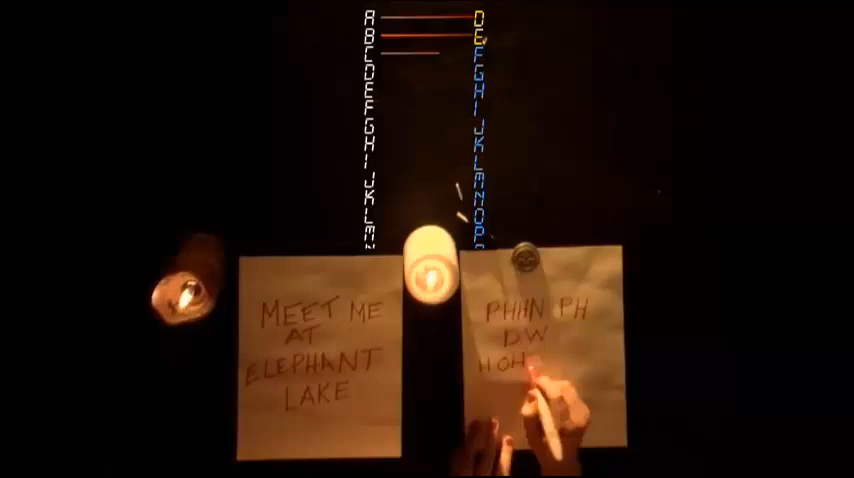 A D
B E
C F
D G
E H
F I
G J
H K
I L
J M
K N
L O
M P
N
MEET ME
AT
ELEPHANT
LAKE
PHHN PH
DW
HOH